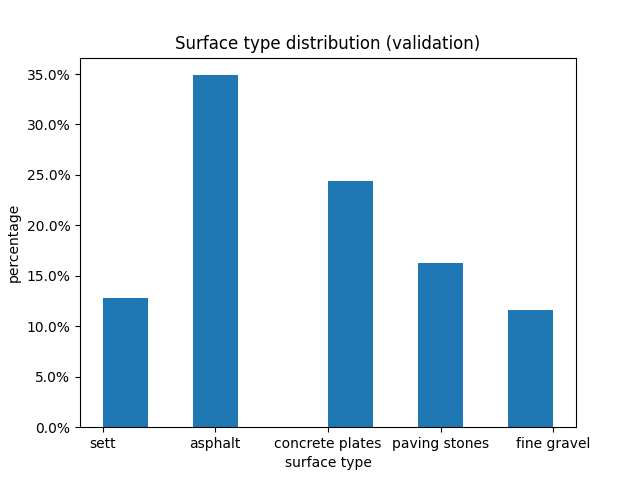 Surface type distribution (validation)
35.0%
30.0%
25.0%
20.0%
15.0%
10.0%
5.0%
0.0%
percentage
sett asphalt concrete plates paving stones fine gravel
surface type